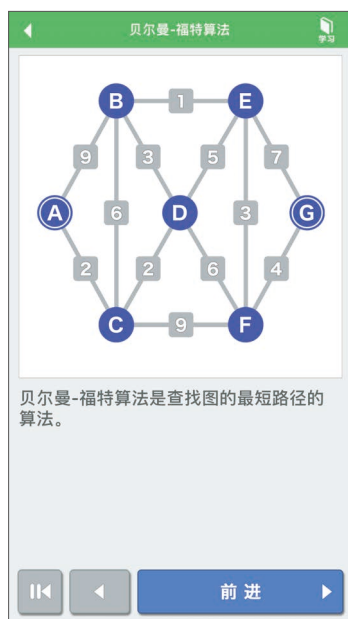 贝尔曼-福特算法
学习
B 1 E
9 3 5 7
A 6 D 3 G
2 2 6 4
C 9 F
贝尔曼-福特算法是查找图的最短路径的
算法。
前进